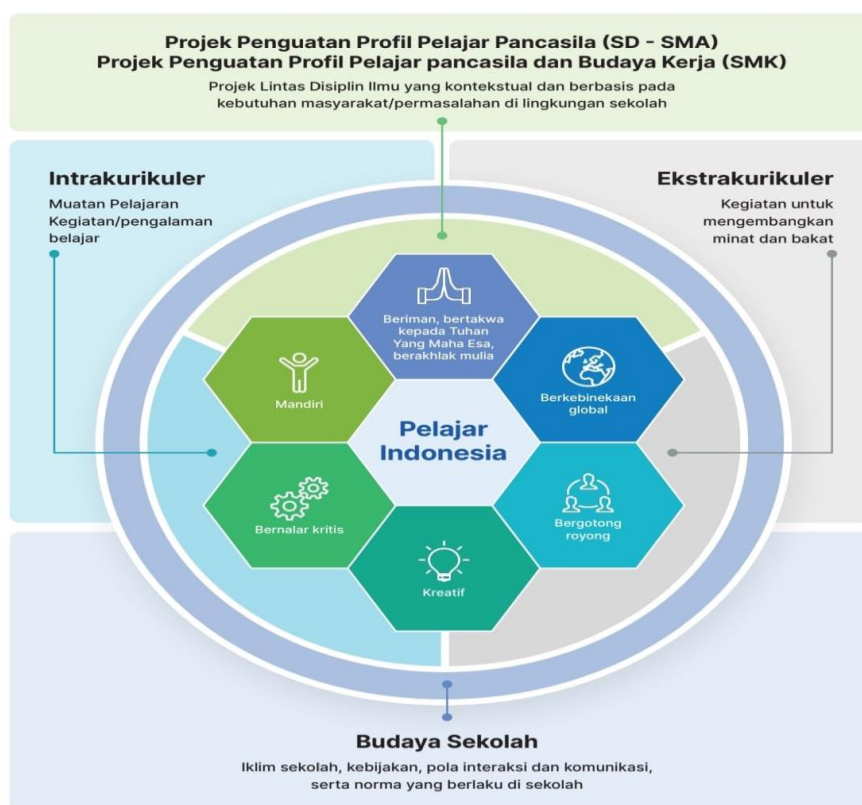 Projek Penguatan Profil Pelajar Pancasila (SD - SMA)
Projek Penguatan Profil Pelajar pancasila dan Budaya Kerja (SMK)
Projek Lintas Disiplin Ilmu yang kontekstual dan berbasis pada
kebutuhan masyarakat/permasalahan di lingkungan sekolah
Intrakurikuler
Muatan Pelajaran
Kegiatan/pengalaman
belajar
Ekstrakurikuler
Kegiatan untuk
mengembangkan
minat dan bakat
Beriman, bertakwa
kepada Tuhan
Yang Maha Esa,
berakhlak mulia
Mandiri
Berkebinekaan
global
Pelajar
Indonesia
Bernalar kritis
Bergotong
royong
Kreatif
Budaya Sekolah
Iklim sekolah, kebijakan, pola interaksi dan komunikasi,
serta norma yang berlaku di sekolah